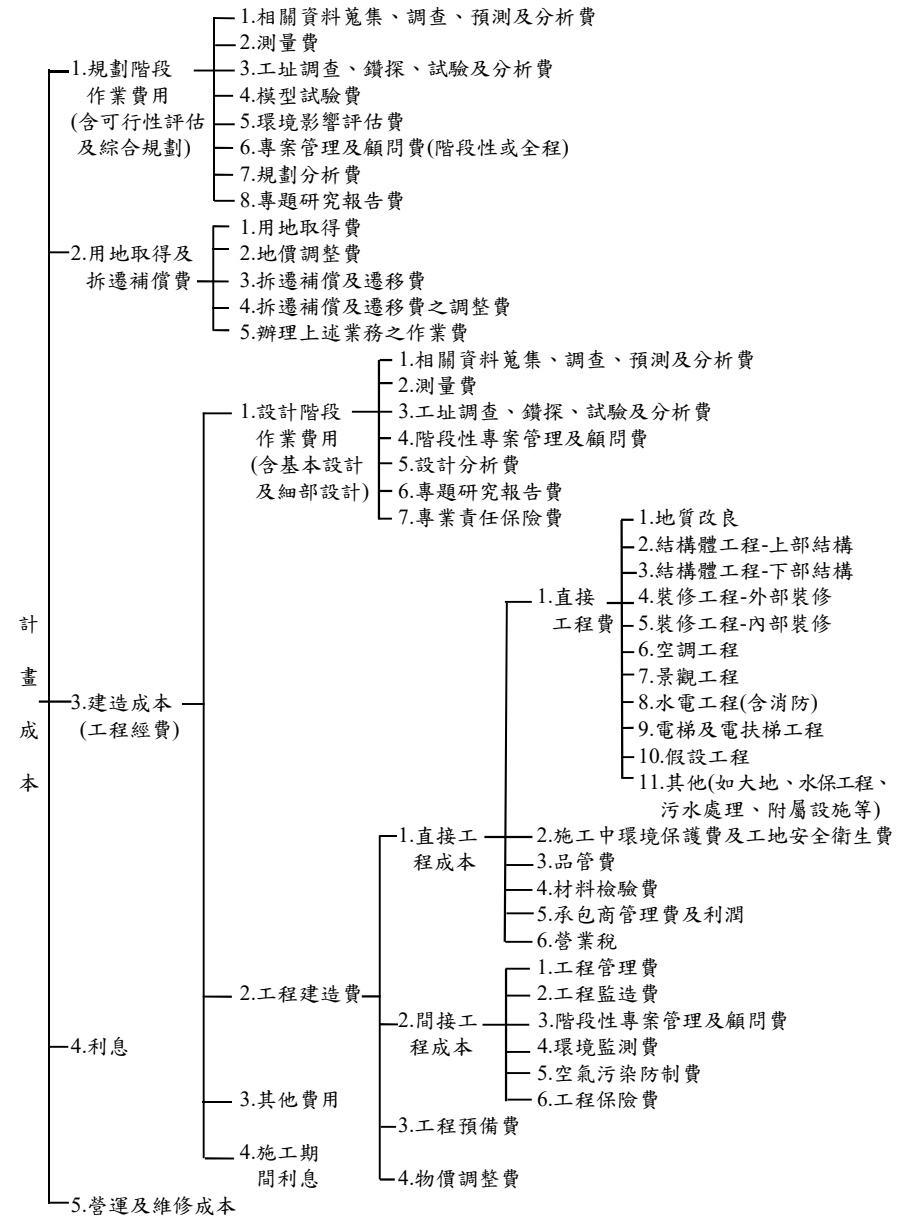 1.相關資料蒐集、調查、預測及分析費
2.測量費
1.規劃階段
3.工址調查、鑽探、試驗及分析費
作業費用
4.模型試驗費
(含可行性評估
5.環境影響評估費
及綜合規劃)
6.專案管理及顧問費(階段性或全程)
7.規劃分析費
8.專題研究報告費
1.用地取得費
2.用地取得及
2.地價調整費
拆遷補償費
3.拆遷補償及遷移費
4.拆遷補償及遷移費之調整費
5.辦理上述業務之作業費
1.相關資料蒐集、調查、預測及分析費
2.測量費
1.設計階段
3.工址調查、鑽探、試驗及分析費
作業費用
4.階段性專案管理及顧問費
(含基本設計
5.設計分析費
及細部設計)
6.專題研究報告費
7.專業責任保險費
1.地質改良
2.結構體工程-上部結構
3.結構體工程-下部結構
1.直接
4.裝修工程-外部裝修
工程費
5.裝修工程-內部裝修
6.空調工程
7.景觀工程
計畫成本
3.建造成本
8.水電工程(含消防)
(工程經費)
9.電梯及電扶梯工程
10.假設工程
11.其他(如大地、水保工程、
污水處理、附屬設施等)
1.直接工
2.施工中環境保護費及工地安全衛生費
程成本
3.品管費
4.材料檢驗費
5.承包商管理費及利潤
6.營業稅
1.工程管理費
2.工程建造費
2.工程監造費
2.間接工
3.階段性專案管理及顧問費
程成本
4.環境監測費
4.利息
5.空氣污染防制費
3.其他費用
6.工程保險費
3.工程預備費
4.施工期
間利息
4.物價調整費
5.營運及維修成本